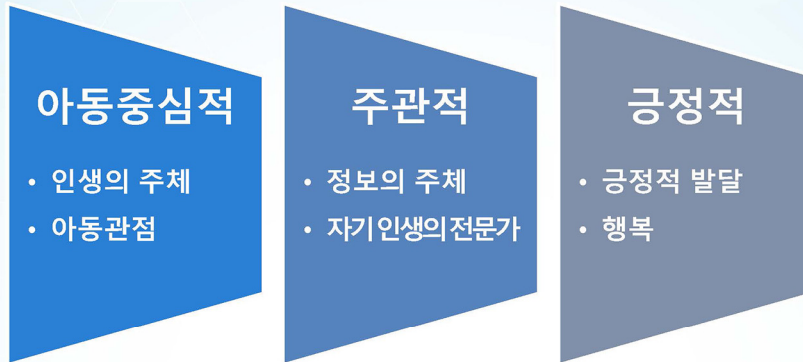 아동중심적
• 인생의 주체
• 아동관점
주관적
• 정보의 주체
• 자기 인생의 전문가
긍정적
• 긍정적 발달
• 행복